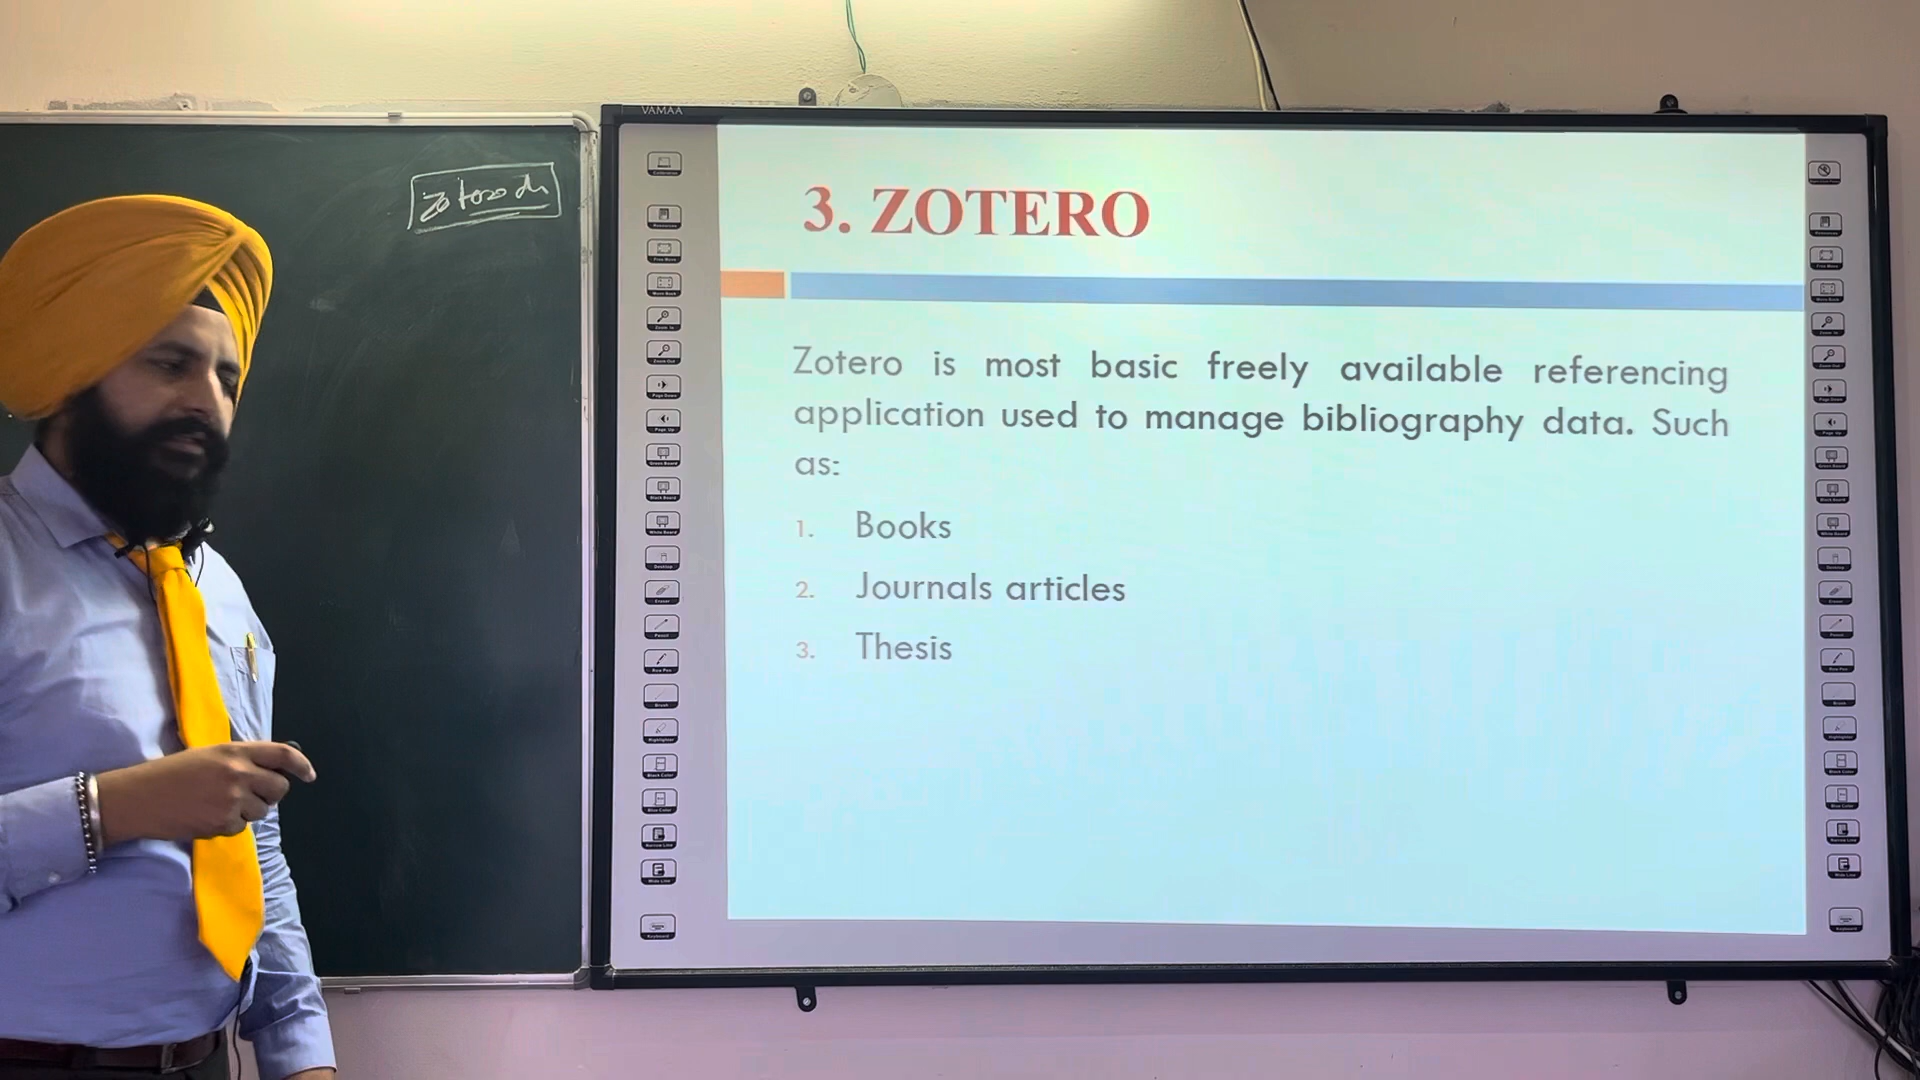 VAMAA
3. ZOTERO
Zotero is most basic freely available referencing
application used to manage bibliography data. Such
as:
1. Books
2. Journals articles
3. Thesis